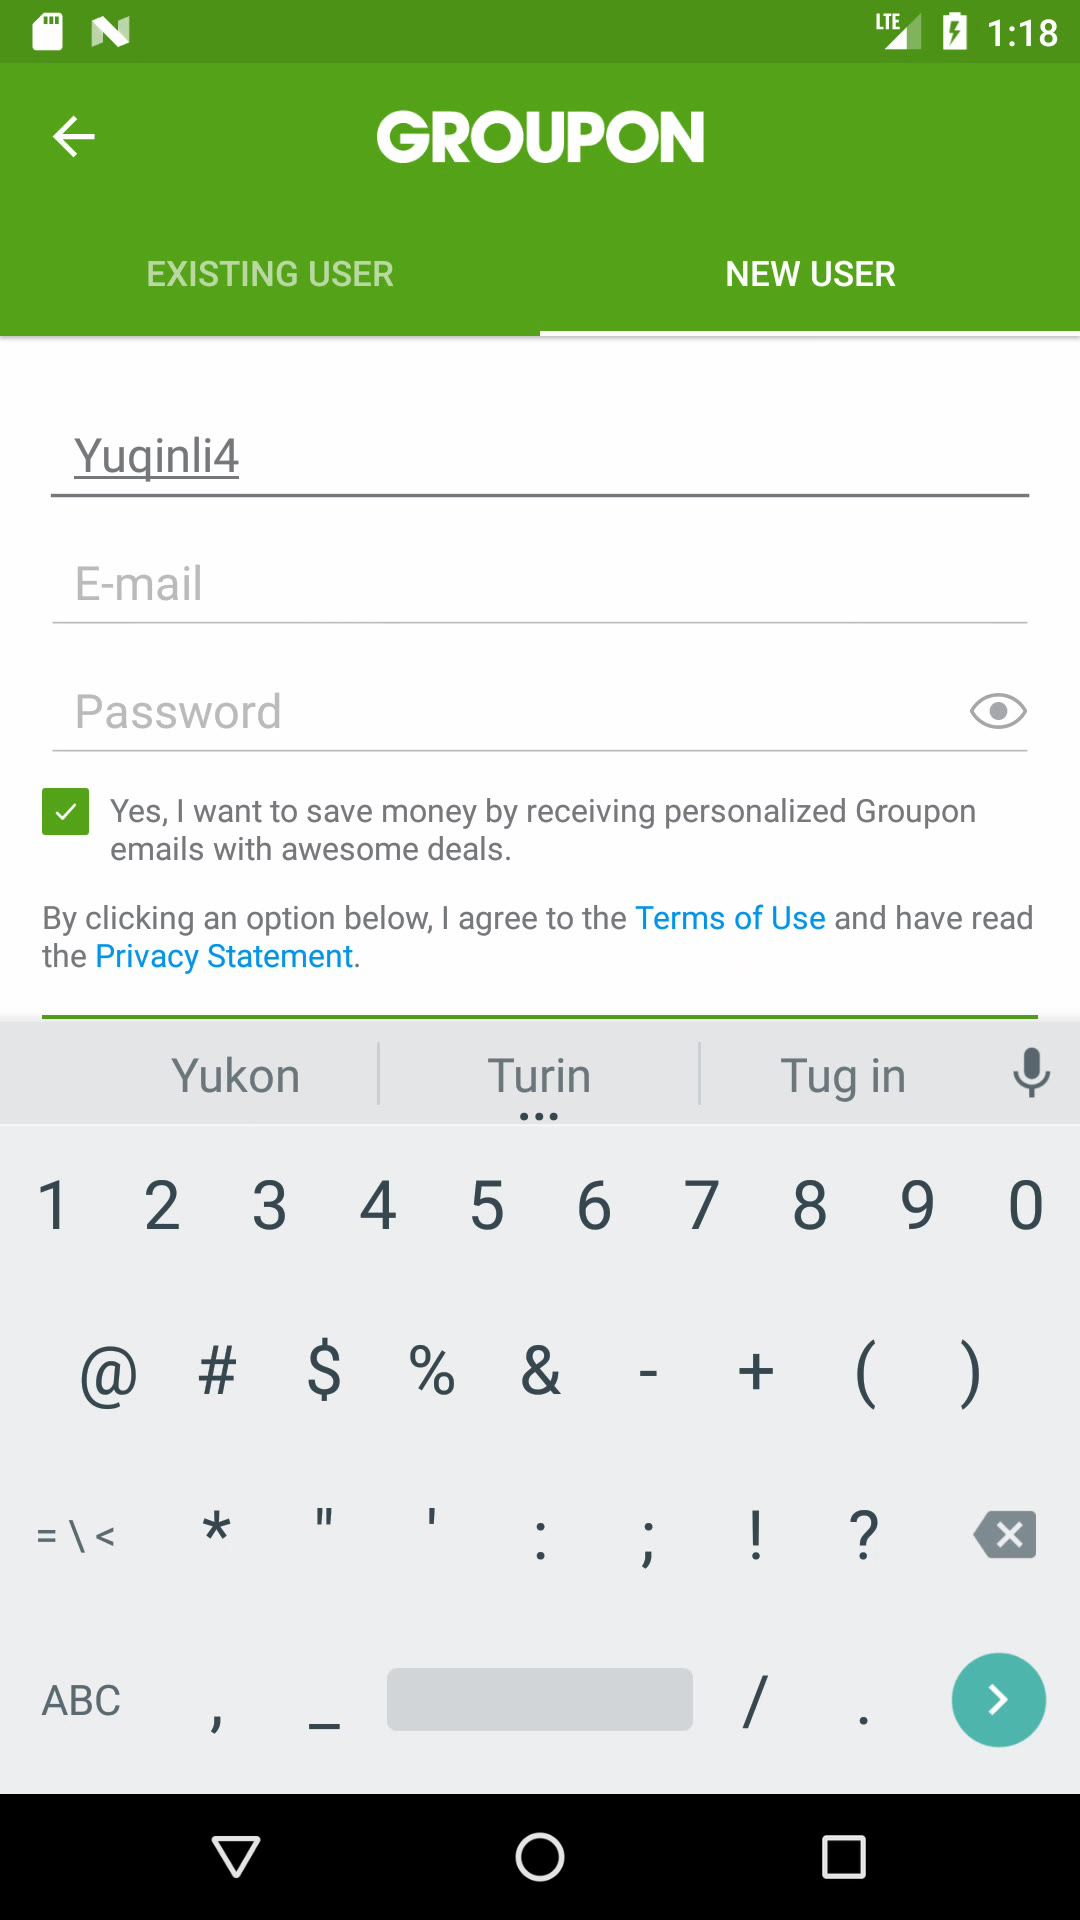 LTE 1:18
GROUPON
EXISTING USER NEW USER
Yuqinli4
E-mail
Password
Yes, I want to save money by receiving personalized Groupon
emails with awesome deals.
By clicking an option below, I agree to the Terms of Use and have read
the Privacy Statement.
Yukon Turin Tug in
1 2 3 4 5 6 7 8 9 0
@ # $ % & - + ( )
= \ < * " ' : ; ! ?
ABC , _ / .